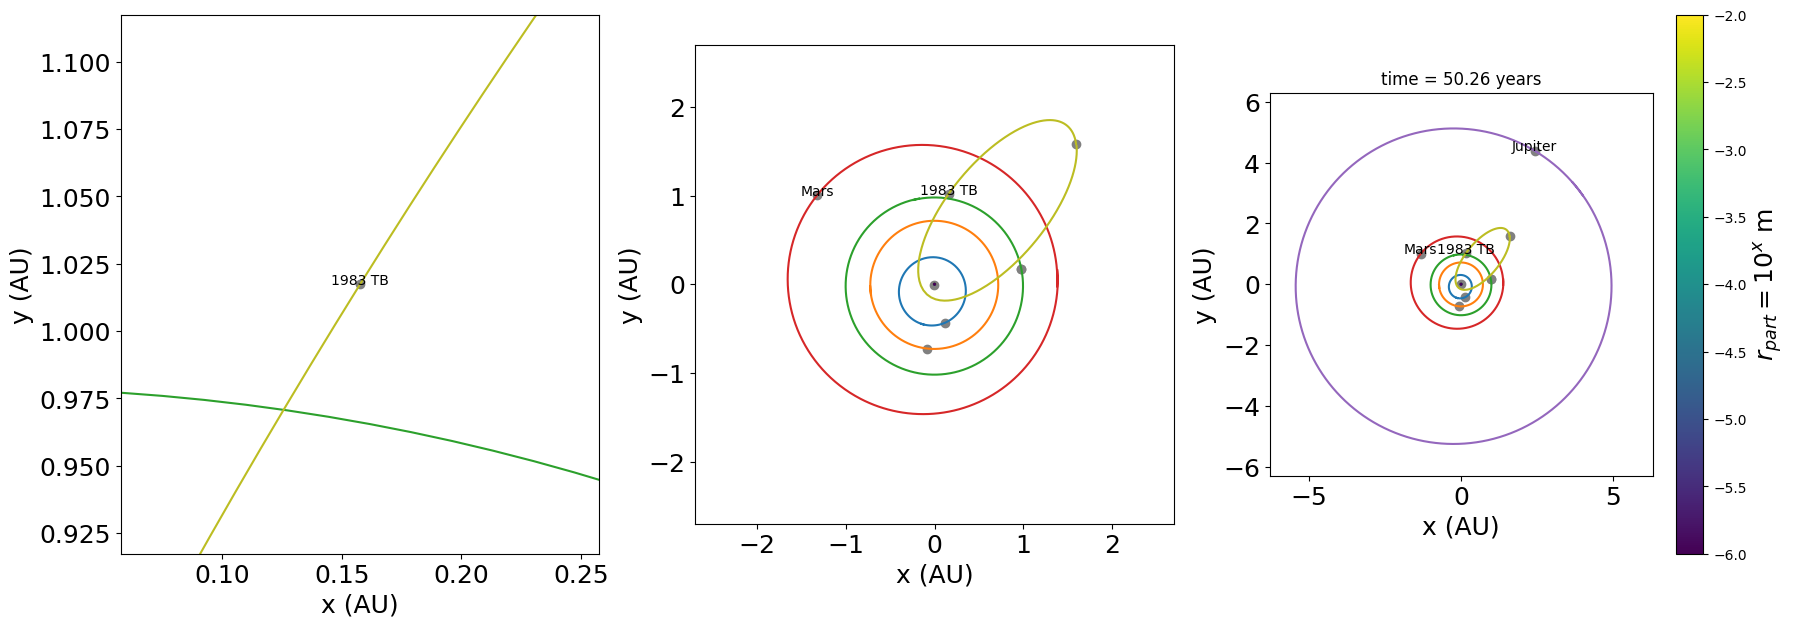 1.100
1.075
1.050
1.025
1.000
0.975
0.950
0.925
y (AU)
1983 TB
0.10
0.15
0.20
0.25
x (AU)
2
1
0
−1
−2
y (AU)
Mars
1983 TB
−2
−1
0
1
2
x (AU)
time = 50.26 years
6
4
2
0
−2
−4
−6
y (AU)
Jupiter
Mars
1983 TB
−5
0
5
x (AU)
−2.0
−2.5
−3.0
−3.5
−4.0
−4.5
−5.0
−5.5
−6.0
r_{part} = 10^x m